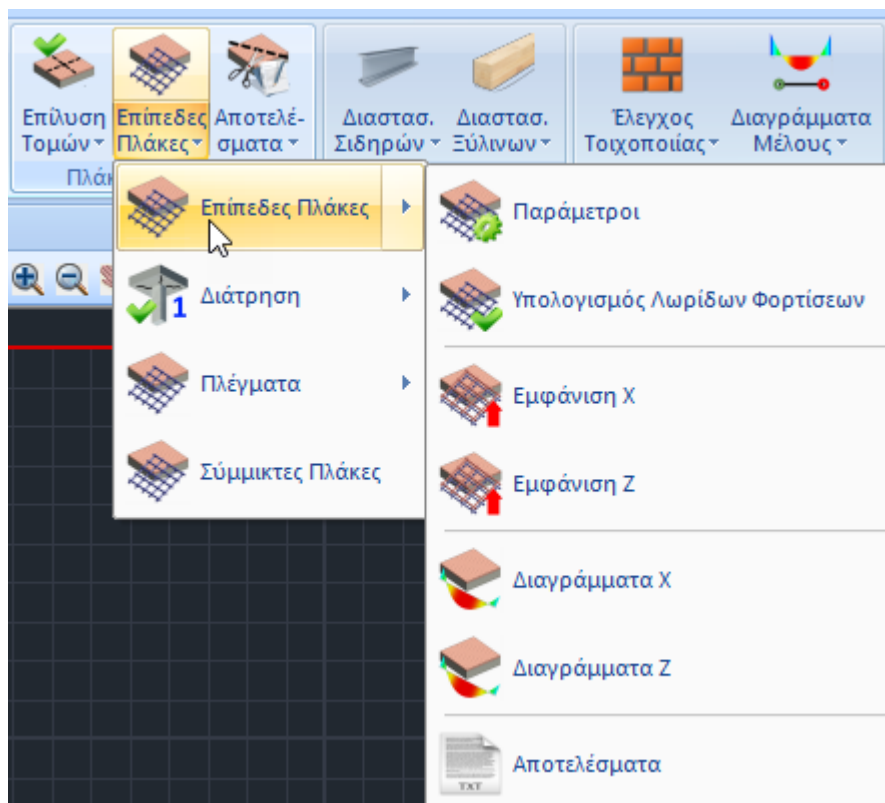 Επίλυση Τομών
Επίπεδες Πλάκες
Αποτελέ-
σματα
Διαστασ. Σιδηρών
Διαστασ. Ξύλινων
Έλεγχος Τοιχοποιίας
Διαγράμματα Μέλους
Επίπεδες Πλάκες
1
Διάτρηση
Πλέγματα
Σύμμικτες Πλάκες
Παράμετροι
Υπολογισμός Λωρίδων Φορτίσεων
Εμφάνιση Χ
Εμφάνιση Ζ
Διαγράμματα Χ
Διαγράμματα Ζ
TXT
Αποτελέσματα